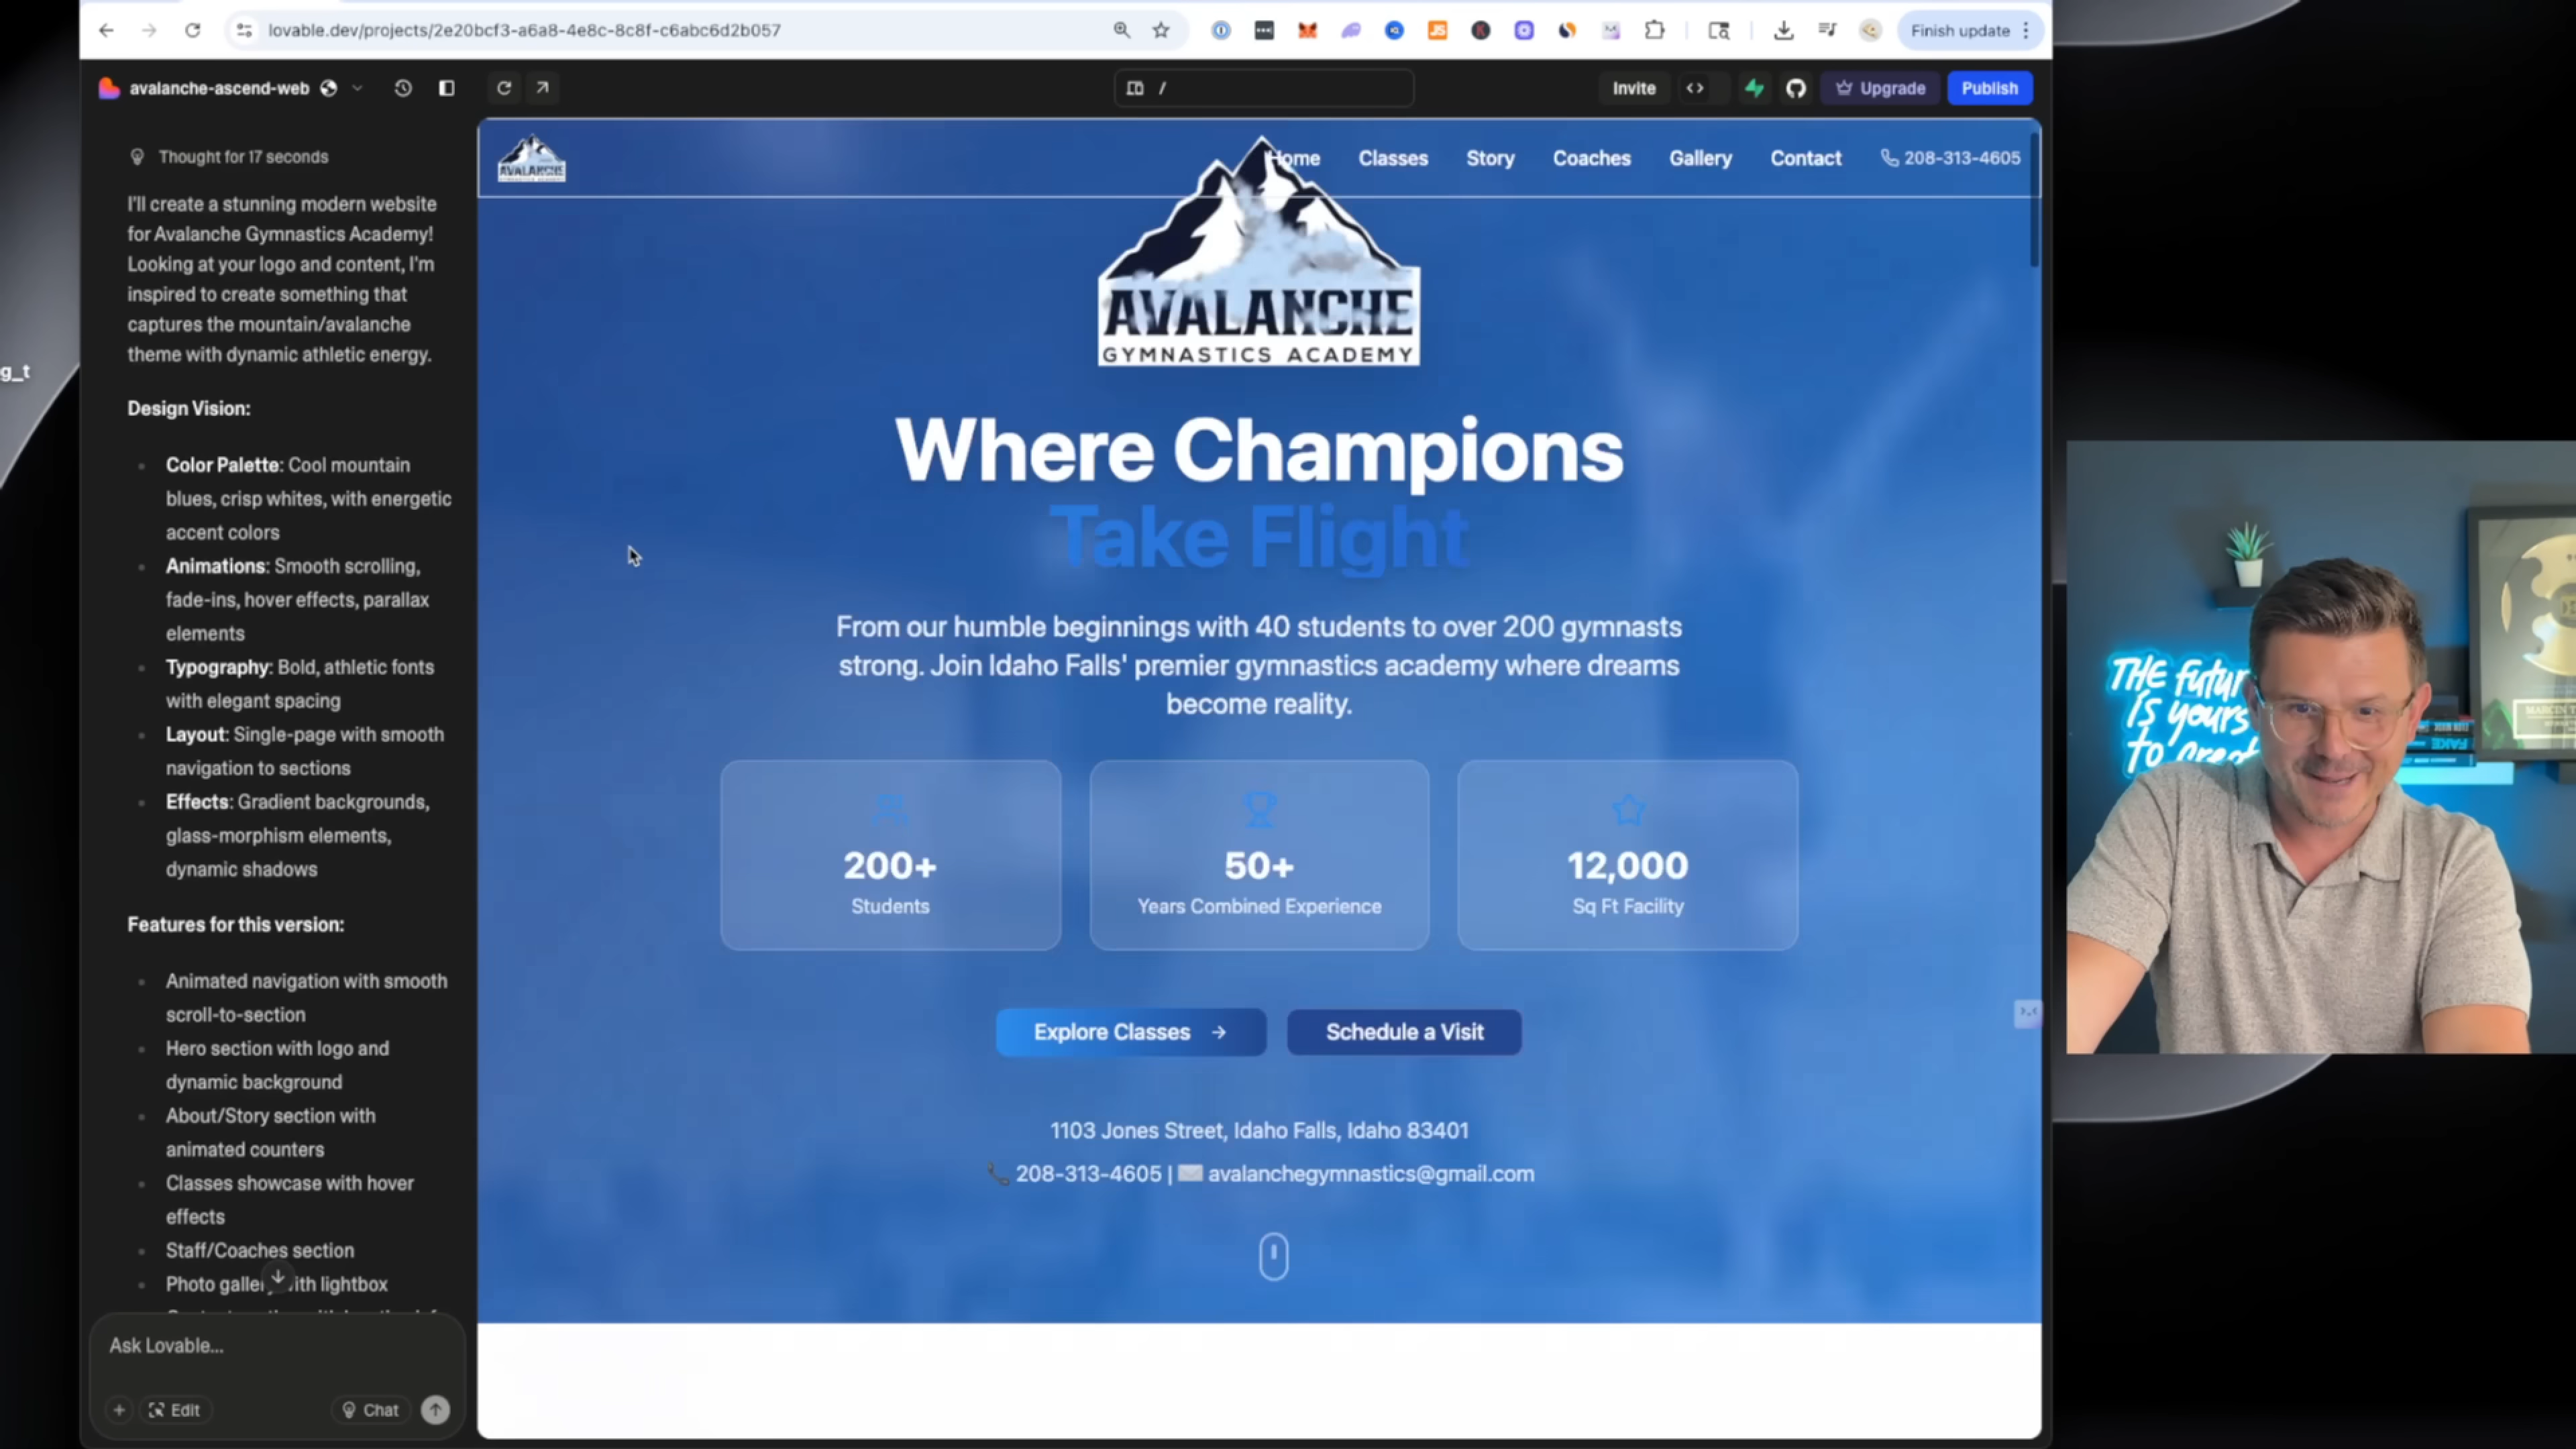 lovable.dev/projects/2e20bcf3-a6a8-4e8c-8c8f-c6abc6d2b057
Finish update
avalanche-ascend-web
/
Invite
Upgrade
Publish
g_t
Thought for 17 seconds
I'll create a stunning modern website
for Avalanche Gymnastics Academy!
Looking at your logo and content, I'm
inspired to create something that
captures the mountain/avalanche
theme with dynamic athletic energy.
Design Vision:
Color Palette: Cool mountain
blues, crisp whites, with energetic
accent colors
Animations: Smooth scrolling,
fade-ins, hover effects, parallax
elements
Typography: Bold, athletic fonts
with elegant spacing
Layout: Single-page with smooth
navigation to sections
Effects: Gradient backgrounds,
glass-morphism elements,
dynamic shadows
Features for this version:
Animated navigation with smooth
scroll-to-section
Hero section with logo and
dynamic background
About/Story section with
animated counters
Classes showcase with hover
effects
Staff/Coaches section
Photo with lightbox
Ask Lovable...
Edit
Chat
AVALANCHE
Home
Classes
Story
Coaches
Gallery
Contact
208-313-4605
AVALANCHE
GYMNASTICS ACADEMY
Where Champions
Take Flight
From our humble beginnings with 40 students to over 200 gymnasts
strong. Join Idaho Falls' premier gymnastics academy where dreams
become reality.
200+
Students
50+
Years Combined Experience
12,000
Sq Ft Facility
Explore Classes →
Schedule a Visit
1103 Jones Street, Idaho Falls, Idaho 83401
208-313-4605 | avalanchegymnastics@gmail.com
THE FUTUR
IS YOURS
TO